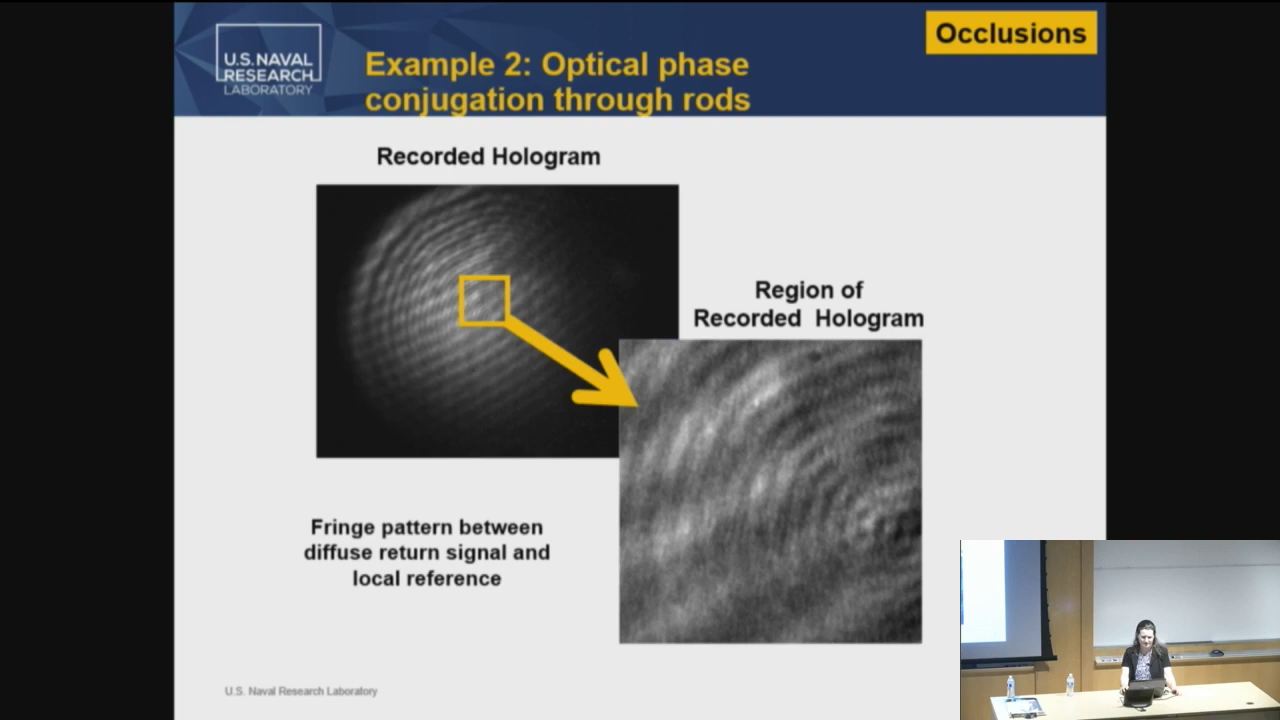 U.S. NAVAL
RESEARCH
LABORATORY
Example 2: Optical phase
conjugation through rods
Occlusions
Recorded Hologram
Region of
Recorded Hologram
Fringe pattern between
diffuse return signal and
local reference
U.S. Naval Research Laboratory